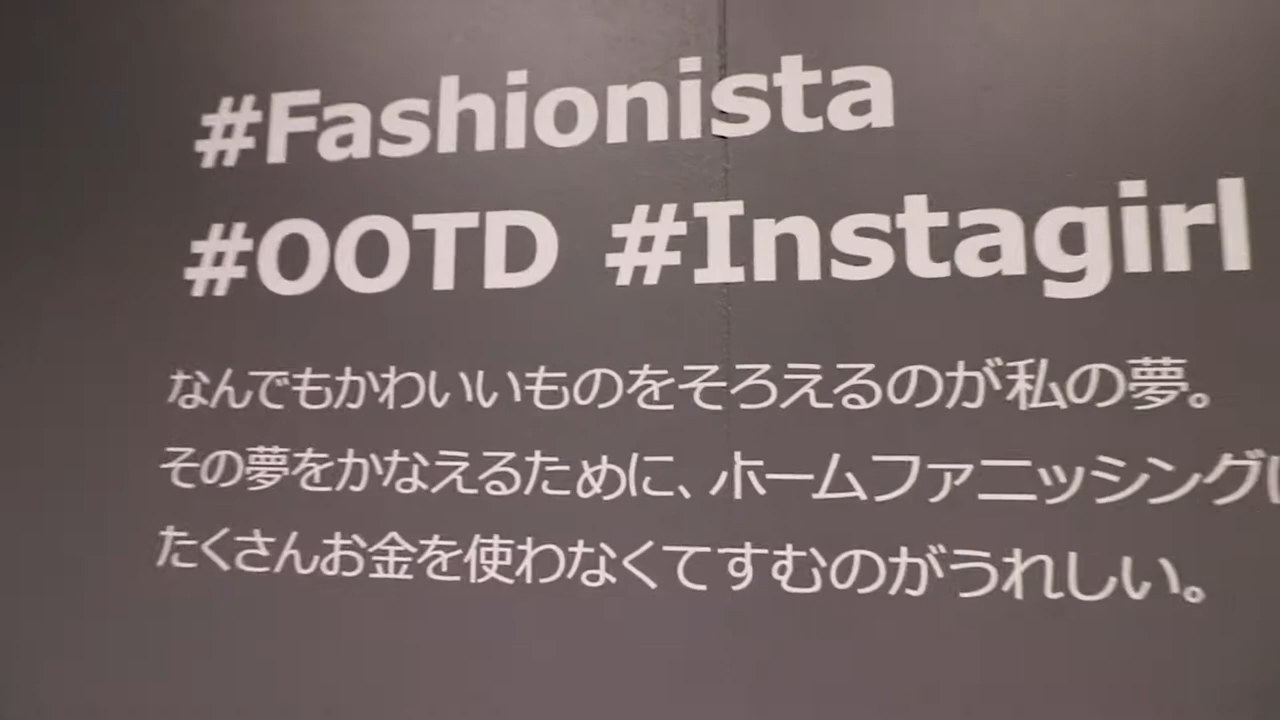 #Fashionista
#OOTD #Instagirl
なんでもかわいいものをそろえるのが私の夢。
その夢をかなえるために、ホームファニッシングに
たくさんお金を使わなくてすむのがうれしい。